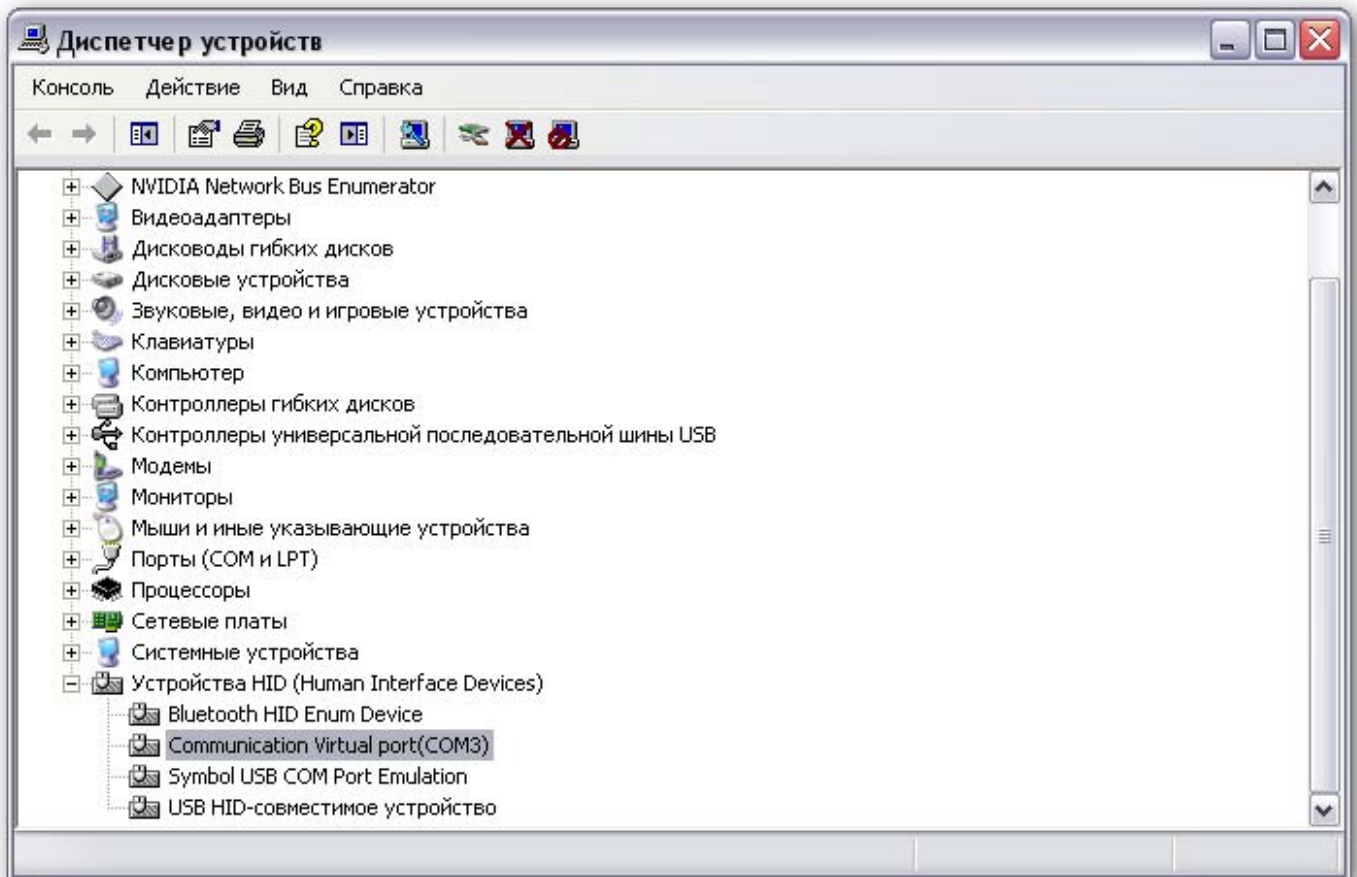 Диспетчер устройств
Консоль Действие Вид Справка
NVIDIA Network Bus Enumerator
Видеоадаптеры
Дисководы гибких дисков
Дисковые устройства
Звуковые, видео и игровые устройства
Клавиатуры
Компьютер
Контроллеры гибких дисков
Контроллеры универсальной последовательной шины USB
Модемы
Мониторы
Мыши и иные указывающие устройства
Порты (COM и LPT)
Процессоры
Сетевые платы
Системные устройства
Устройства HID (Human Interface Devices)
Bluetooth HID Enum Device
Communication Virtual port(COM3)
Symbol USB COM Port Emulation
USB HID-совместимое устройство